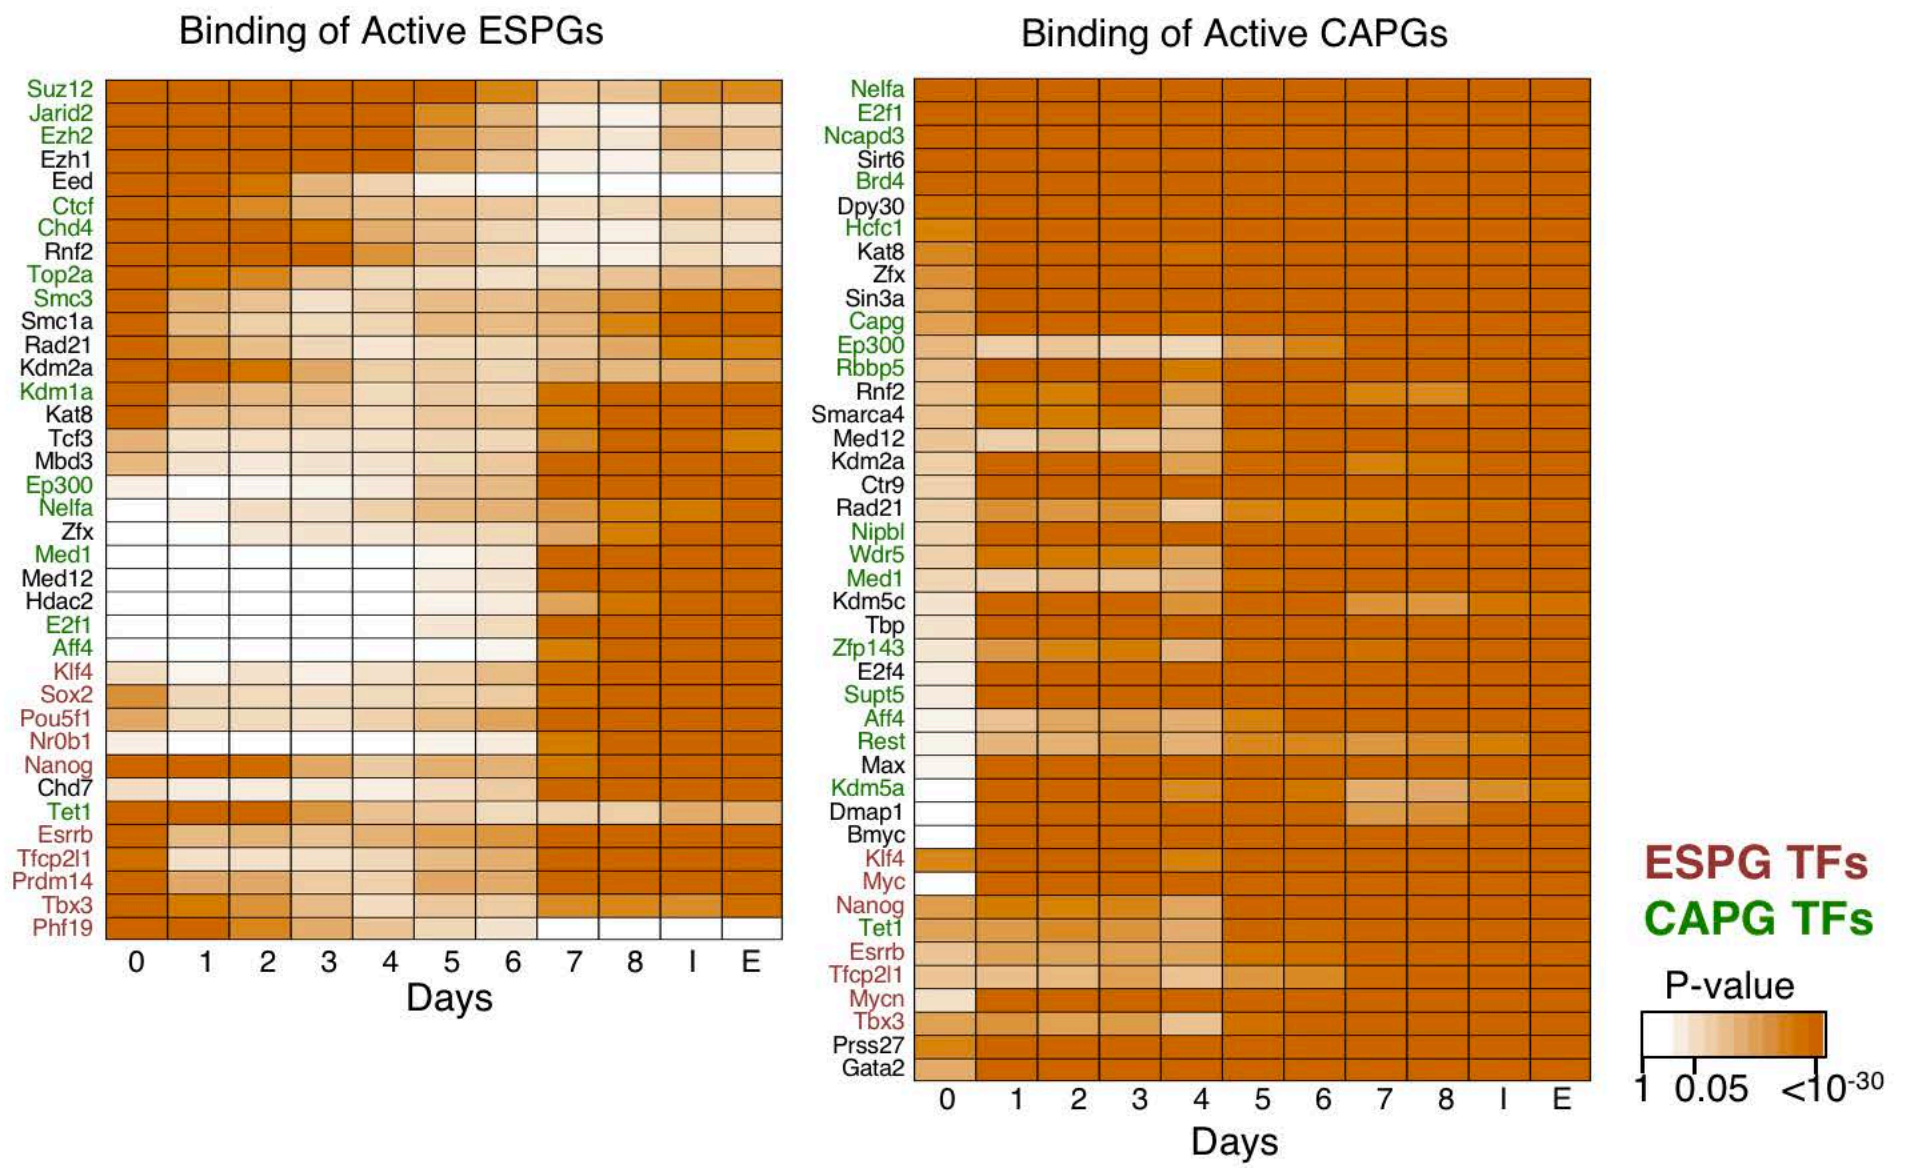 Binding of Active ESPGs
Suz12
Jarid2
Ezh2
Ezh1
Eed
Ctcf
Chd4
Rnf2
Top2a
Smc3
Smc1a
Rad21
Kdm2a
Kdm1a
Kat8
Tcf3
Mbd3
Ep300
Nelfa
Zfx
Med1
Med12
Hdac2
E2f1
Aff4
Klf4
Sox2
Pou5f1
Nr0b1
Nanog
Chd7
Tet1
Esrrb
Tfcp2l1
Prdm14
Tbx3
Phf19
0 1 2 3 4 5 6 7 8 I E
Days
Binding of Active CAPGs
Nelfa
E2f1
Ncapd3
Sirt6
Brd4
Dpy30
Hcfc1
Kat8
Zfx
Sin3a
Capg
Ep300
Rbbp5
Rnf2
Smarca4
Med12
Kdm2a
Ctr9
Rad21
Nipbl
Wdr5
Med1
Kdm5c
Tbp
Zfp143
E2f4
Supt5
Aff4
Rest
Max
Kdm5a
Dmap1
Bmyc
Klf4
Myc
Nanog
Tet1
Esrrb
Tfcp2l1
Mycn
Tbx3
Prss27
Gata2
0 1 2 3 4 5 6 7 8 I E
Days
ESPG TFs
CAPG TFs
P-value
1 0.05 <10-30